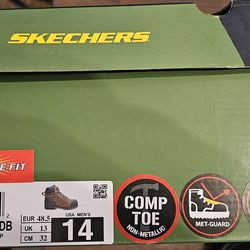 SKECHERS
E-FIT
DB
P
2
EUR 48.5
UK 13
CM 32
USA MEN'S
14
COMP
TOE
NON-METALLIC
MET-GUARD